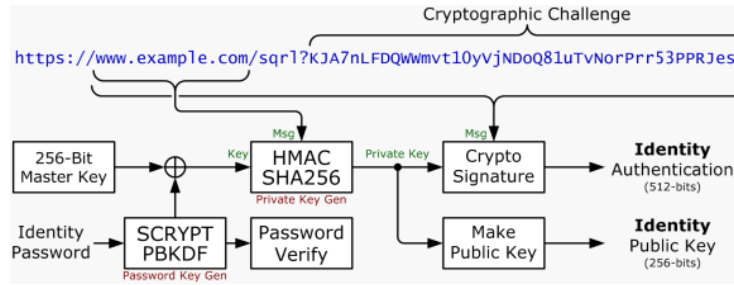 Cryptographic Challenge
https://www.example.com/sqrl?KJA7nLFDQWWmvt10yVjNDoQ81uTvNorPrr53PPRJes
Msg
Msg
256-Bit
Master Key
Key
HMAC
SHA256
Private Key Gen
Private Key
Crypto
Signature
Identity
Authentication
(512-bits)
Identity
Password
SCRYPT
PBKDF
Password Key Gen
Password
Verify
Make
Public Key
Identity
Public Key
(256-bits)